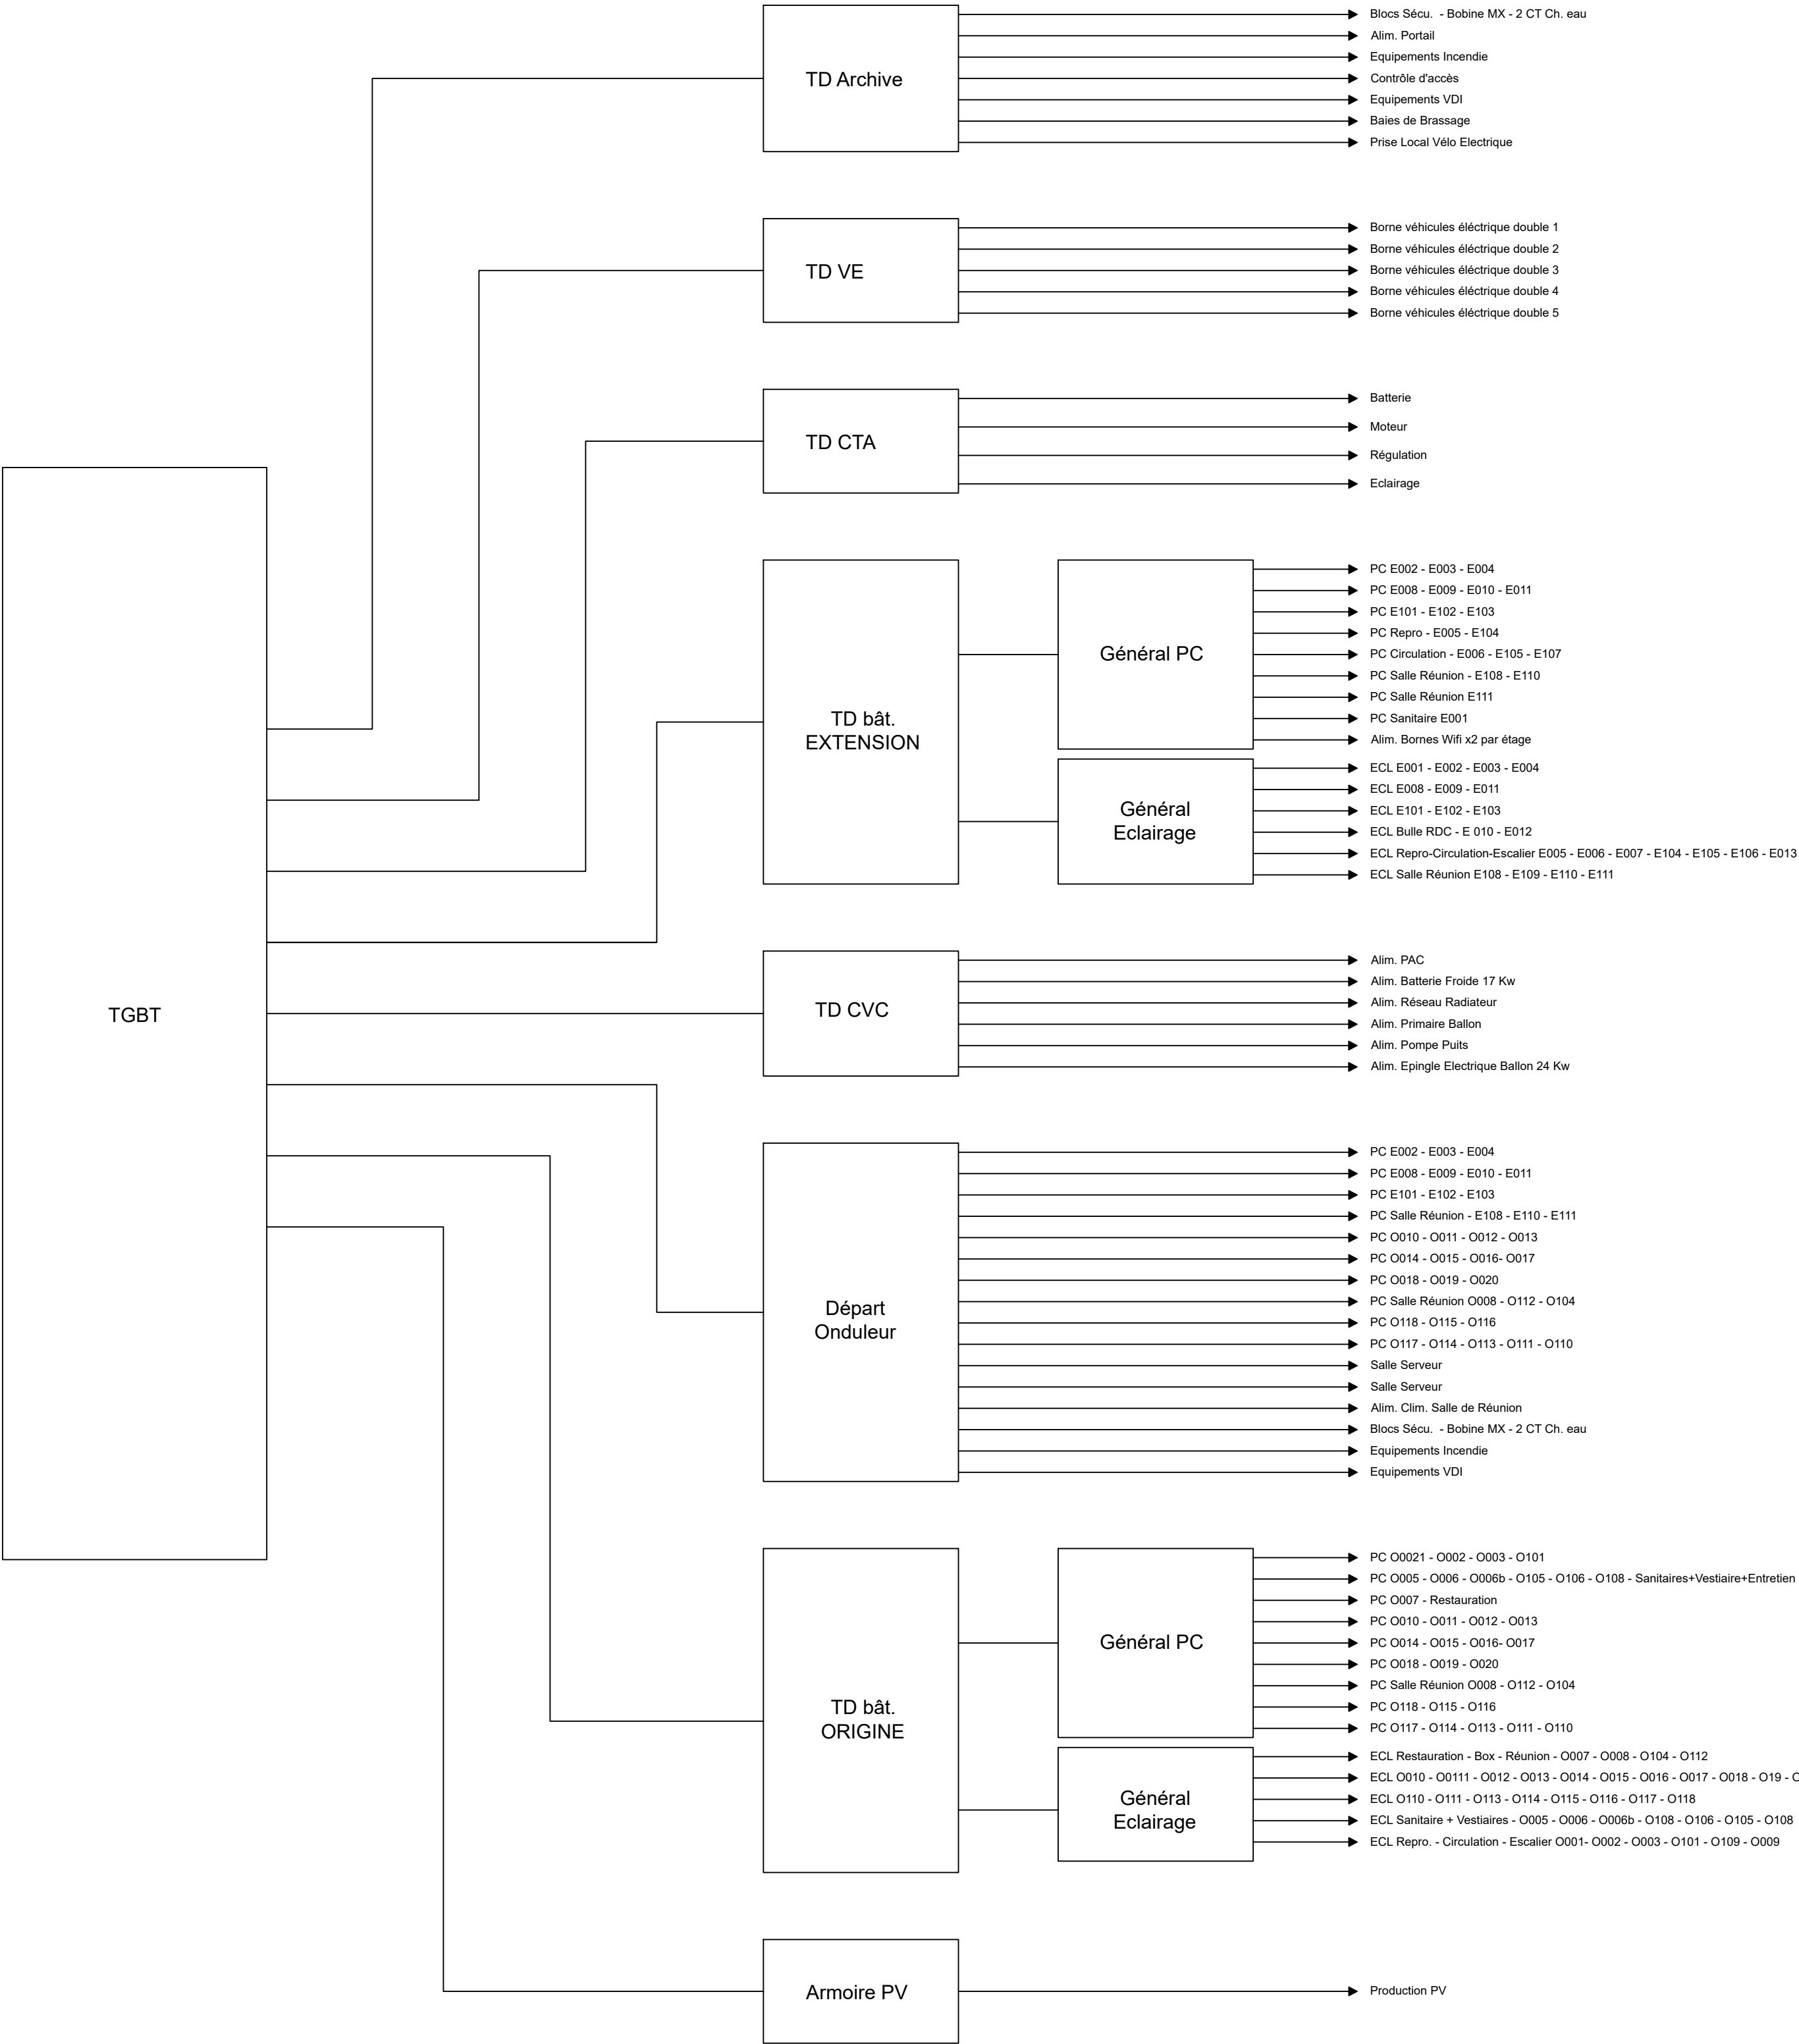 TGBT
TD Archive
Blocs Sécu.  - Bobine MX - 2 CT Ch. eau
Alim. Portail
Equipements Incendie
Contrôle d'accès
Equipements VDI
Baies de Brassage
Prise Local Vélo Electrique
TD VE
Borne véhicules éléctrique double 1
Borne véhicules éléctrique double 2
Borne véhicules éléctrique double 3
Borne véhicules éléctrique double 4
Borne véhicules éléctrique double 5
TD CTA
Batterie
Moteur
Régulation
Eclairage
TD bât.
EXTENSION
Général PC
PC E002 - E003 - E004
PC E008 - E009 - E010 - E011
PC E101 - E102 - E103
PC Repro - E005 - E104
PC Circulation - E006 - E105 - E107
PC Salle Réunion - E108 - E110
PC Salle Réunion E111
PC Sanitaire E001
Alim. Bornes Wifi x2 par étage
Général
Eclairage
ECL E001 - E002 - E003 - E004
ECL E008 - E009 - E011
ECL E101 - E102 - E103
ECL Bulle RDC - E 010 - E012
ECL Repro-Circulation-Escalier E005 - E006 - E007 - E104 - E105 - E106 - E013
ECL Salle Réunion E108 - E109 - E110 - E111
TD CVC
Alim. PAC
Alim. Batterie Froide 17 Kw
Alim. Réseau Radiateur
Alim. Primaire Ballon
Alim. Pompe Puits
Alim. Epingle Electrique Ballon 24 Kw
Départ
Onduleur
PC E002 - E003 - E004
PC E008 - E009 - E010 - E011
PC E101 - E102 - E103
PC Salle Réunion - E108 - E110 - E111
PC O010 - O011 - O012 - O013
PC O014 - O015 - O016- O017
PC O018 - O019 - O020
PC Salle Réunion O008 - O112 - O104
PC O118 - O115 - O116
PC O117 - O114 - O113 - O111 - O110
Salle Serveur
Salle Serveur
Alim. Clim. Salle de Réunion
Blocs Sécu.  - Bobine MX - 2 CT Ch. eau
Equipements Incendie
Equipements VDI
TD bât.
ORIGINE
Général PC
PC O0021 - O002 - O003 - O101
PC O005 - O006 - O006b - O105 - O106 - O108 - Sanitaires+Vestiaire+Entretien
PC O007 - Restauration
PC O010 - O011 - O012 - O013
PC O014 - O015 - O016- O017
PC O018 - O019 - O020
PC Salle Réunion O008 - O112 - O104
PC O118 - O115 - O116
PC O117 - O114 - O113 - O111 - O110
Général
Eclairage
ECL Restauration - Box - Réunion - O007 - O008 - O104 - O112
ECL O010 - O0111 - O012 - O013 - O014 - O015 - O016 - O017 - O018 - O19 -
ECL O110 - O111 - O113 - O114 - O115 - O116 - O117 - O118
ECL Sanitaire + Vestiaires - O005 - O006 - O006b - O108 - O106 - O105 - O108
ECL Repro. - Circulation - Escalier O001- O002 - O003 - O101 - O109 - O009
Armoire PV
Production PV